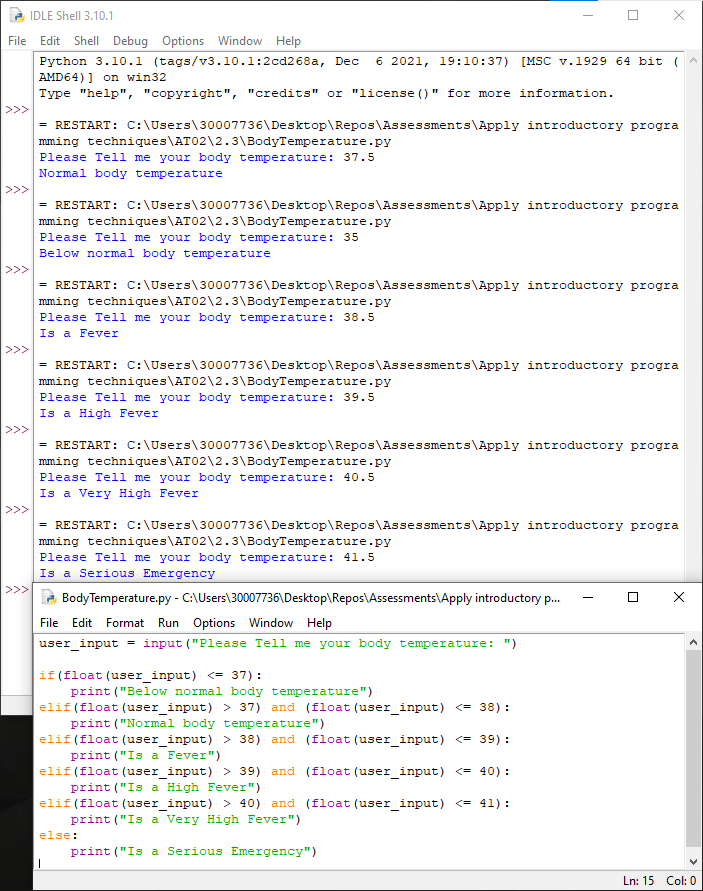 IDLE Shell 3.10.1
File Edit Shell Debug Options Window Help
Python 3.10.1 (tags/v3.10.1:2cd268a, Dec  6 2021, 19:10:37) [MSC v.1929 64 bit (
AMD64)] on win32
Type "help", "copyright", "credits" or "license()" for more information.
>>>
= RESTART: C:\Users\30007736\Desktop\Repos\Assessments\Apply introductory progra
mming techniques\AT02\2.3\BodyTemperature.py
Please Tell me your body temperature: 37.5
Normal body temperature
>>>
= RESTART: C:\Users\30007736\Desktop\Repos\Assessments\Apply introductory progra
mming techniques\AT02\2.3\BodyTemperature.py
Please Tell me your body temperature: 35
Below normal body temperature
>>>
= RESTART: C:\Users\30007736\Desktop\Repos\Assessments\Apply introductory progra
mming techniques\AT02\2.3\BodyTemperature.py
Please Tell me your body temperature: 38.5
Is a Fever
>>>
= RESTART: C:\Users\30007736\Desktop\Repos\Assessments\Apply introductory progra
mming techniques\AT02\2.3\BodyTemperature.py
Please Tell me your body temperature: 39.5
Is a High Fever
>>>
= RESTART: C:\Users\30007736\Desktop\Repos\Assessments\Apply introductory progra
mming techniques\AT02\2.3\BodyTemperature.py
Please Tell me your body temperature: 40.5
Is a Very High Fever
>>>
= RESTART: C:\Users\30007736\Desktop\Repos\Assessments\Apply introductory progra
mming techniques\AT02\2.3\BodyTemperature.py
Please Tell me your body temperature: 41.5
Is a Serious Emergency
>>>
BodyTemperature.py - C:\Users\30007736\Desktop\Repos\Assessments\Apply introductory p...
File Edit Format Run Options Window Help
user_input = input("Please Tell me your body temperature: ")
if(float(user_input) <= 37):
    print("Below normal body temperature")
elif(float(user_input) > 37) and (float(user_input) <= 38):
    print("Normal body temperature")
elif(float(user_input) > 38) and (float(user_input) <= 39):
    print("Is a Fever")
elif(float(user_input) > 39) and (float(user_input) <= 40):
    print("Is a High Fever")
elif(float(user_input) > 40) and (float(user_input) <= 41):
    print("Is a Very High Fever")
else:
    print("Is a Serious Emergency")
Ln: 15 Col: 0